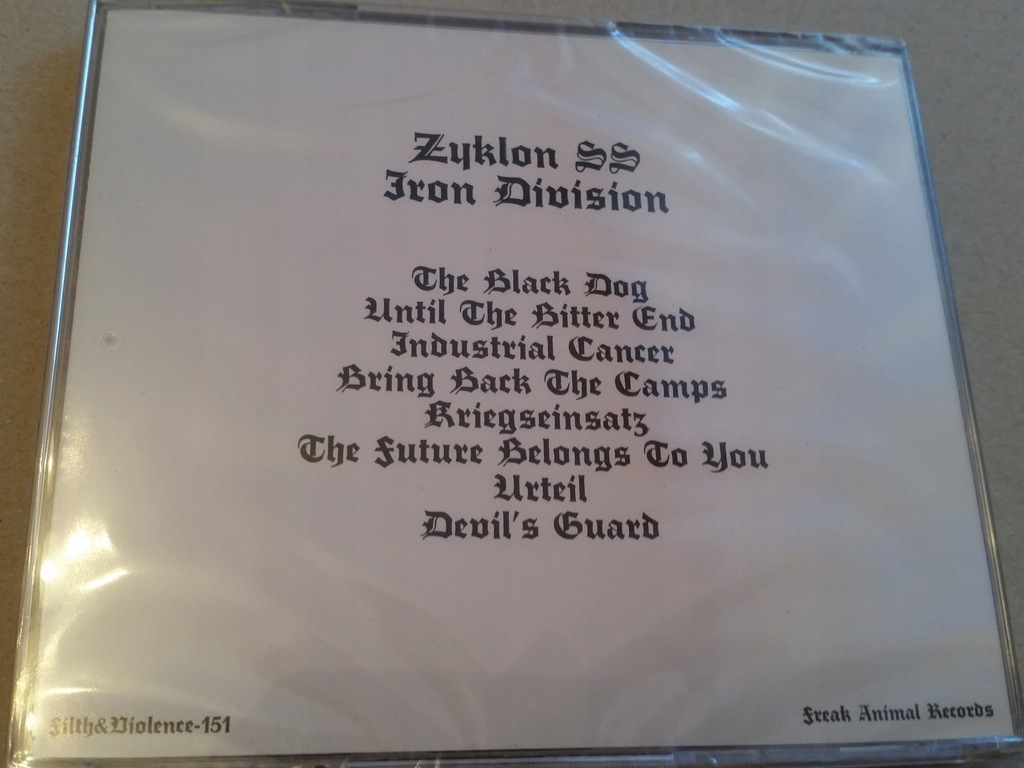 Zyklon SS
Iron Division
The Black Dog
Until The Bitter End
Industrial Cancer
Bring Back The Camps
Kriegseinsatz
The Future Belongs To You
Urteil
Devil's Guard
Filth&Violence-151
Freak Animal Records